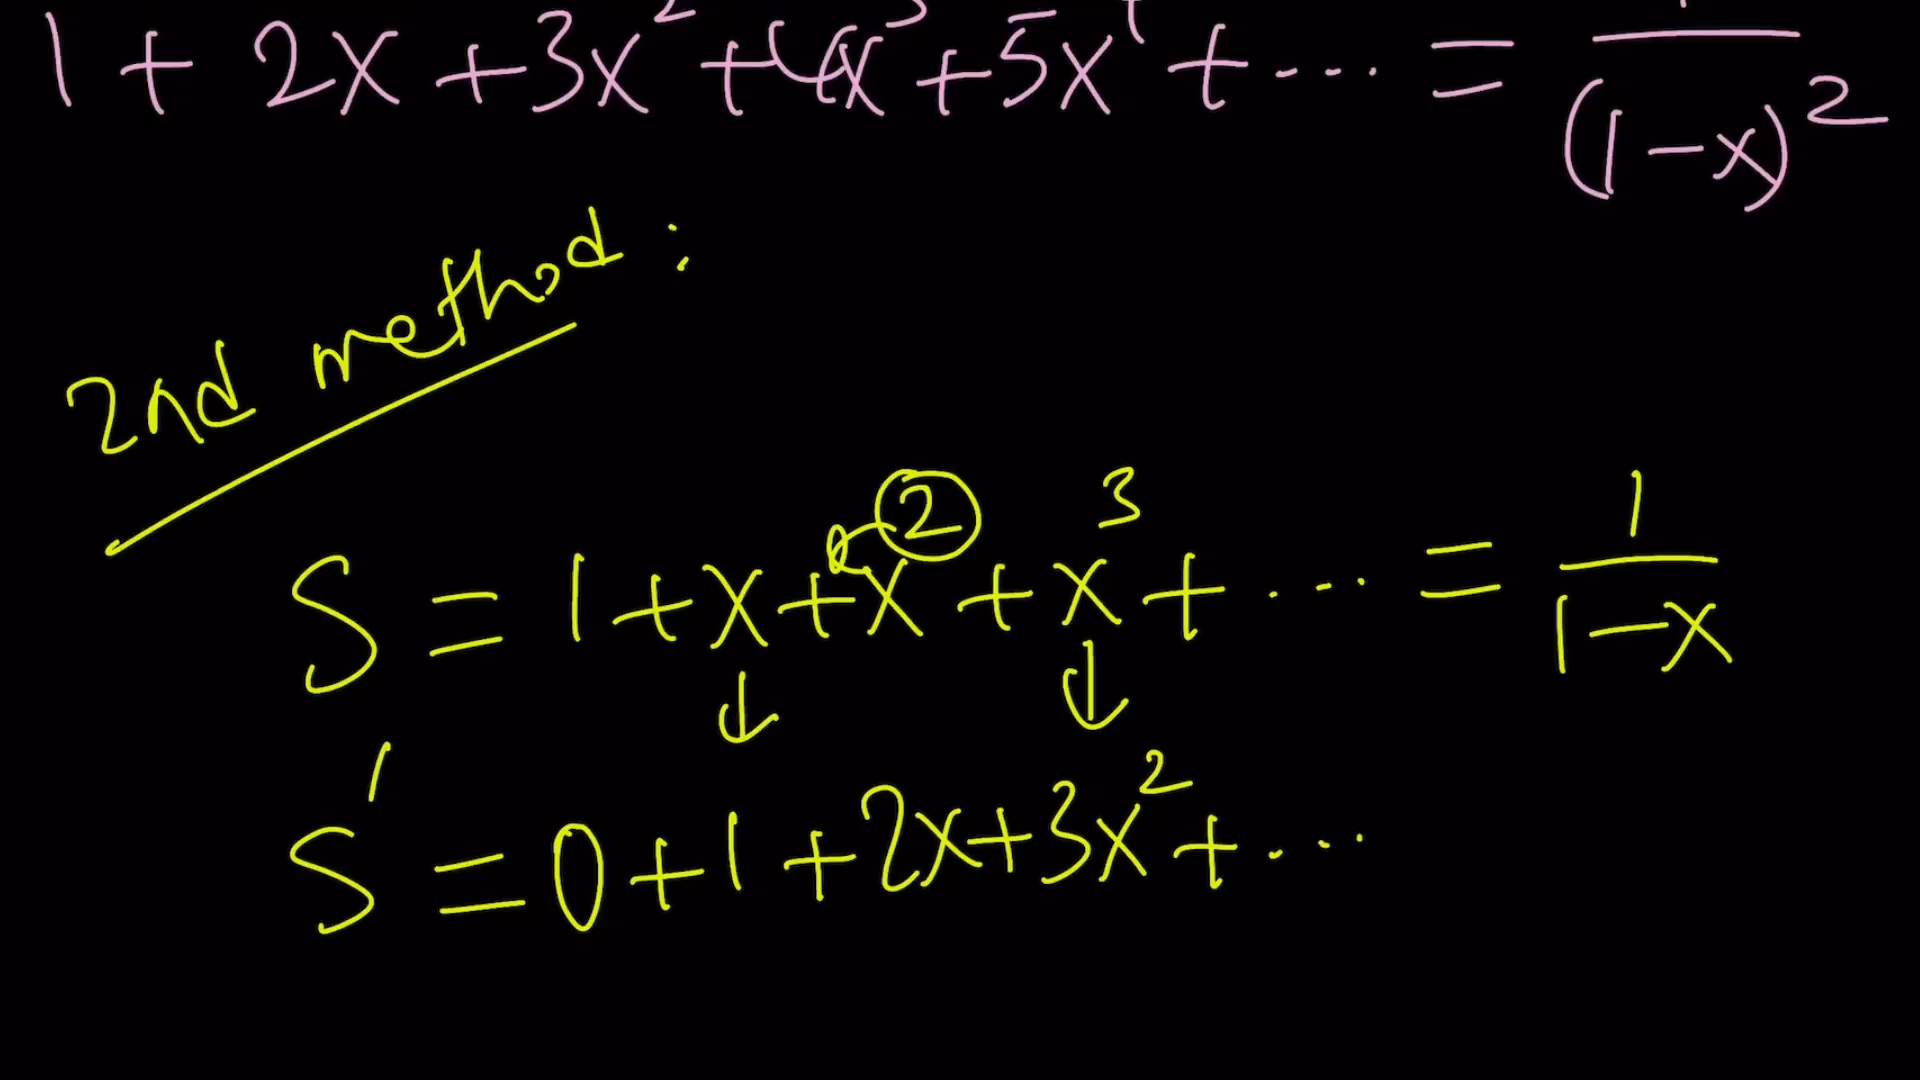 1 + 2x + 3x² + 4x³ + 5x⁴ + ... = 1/(1-x)²
2nd method:
S = 1 + x + x² + x³ + ... = 1/(1-x)
S' = 0 + 1 + 2x + 3x² + ...